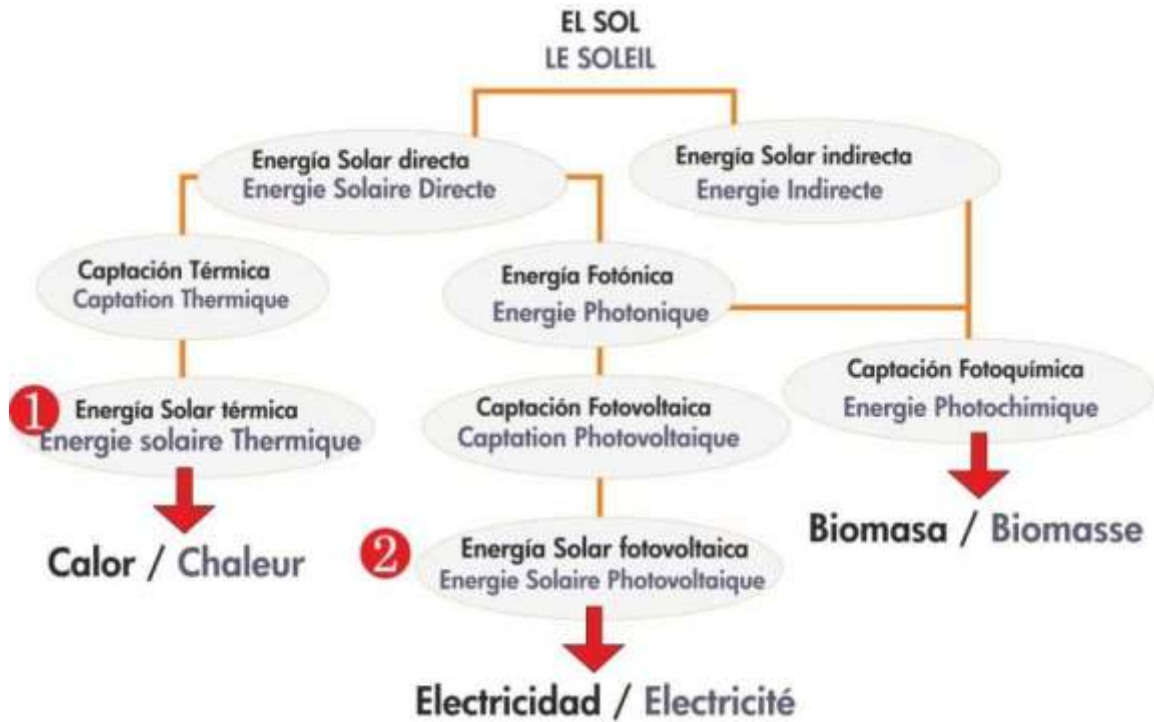 EL SOL
LE SOLEIL
Energía Solar directa
Energie Solaire Directe
Energía Solar indirecta
Energie Indirecte
Captación Térmica
Captation Thermique
Energía Fotónica
Energie Photonique
Captación Fotoquímica
Energie Photochimique
1
Energía Solar térmica
Energie solaire Thermique
Captación Fotovoltaica
Captation Photovoltaique
Biomasa / Biomasse
Calor / Chaleur
2
Energía Solar fotovoltaica
Energie Solaire Photovoltaique
Electricidad / Electricité